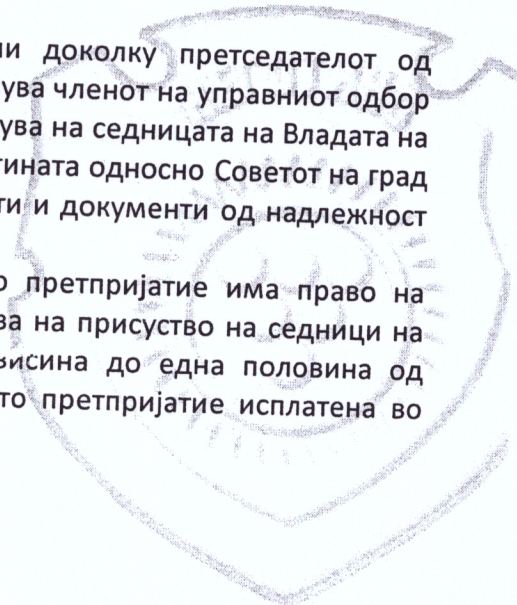 ни доколку претседателот од
ува членот на управниот одбор
ува на седницата на Владата на
тината односно Советот на град
ти и документи од надлежност
о претпријатие има право на
ва на присуство на седници на
висина до една половина од
то претпријатие исплатена во